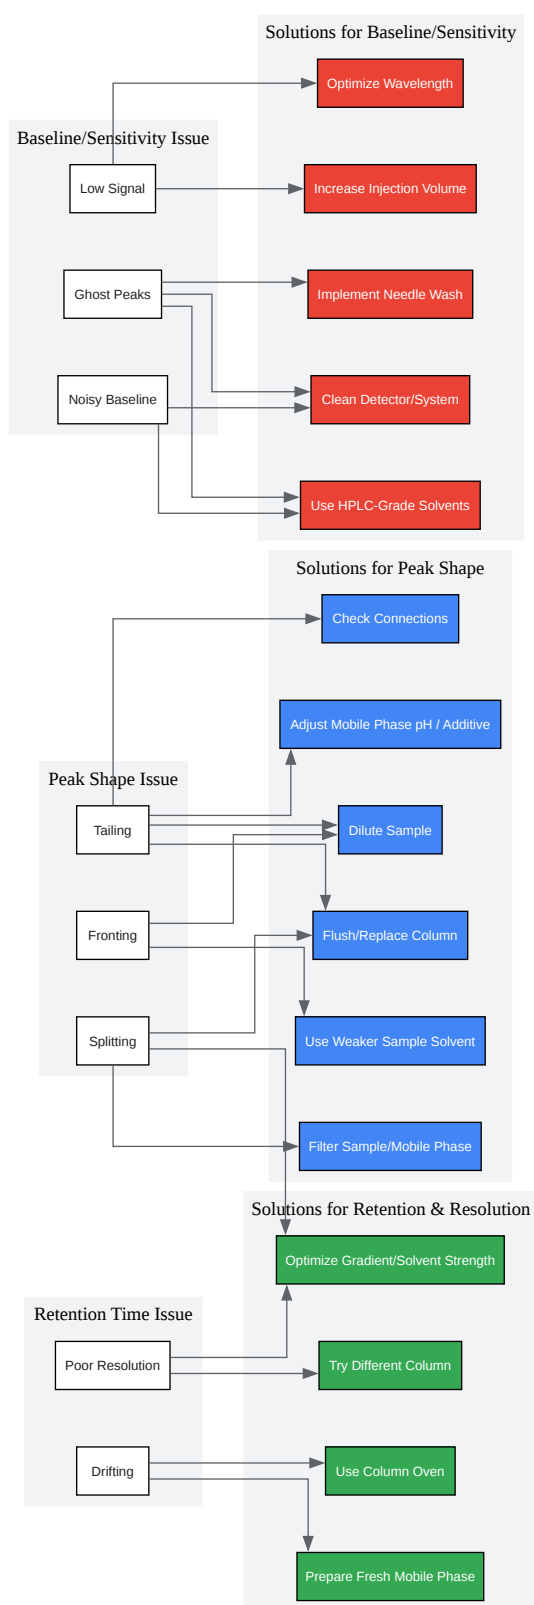 Solutions for Baseline/Sensitivity
Optimize Wavelength
Baseline/Sensitivity Issue
Low Signal
Increase Injection Volume
Ghost Peaks
Implement Needle Wash
Noisy Baseline
Clean Detector/System
Use HPLC-Grade Solvents
Solutions for Peak Shape
Check Connections
Adjust Mobile Phase pH / Additive
Peak Shape Issue
Tailing
Dilute Sample
Fronting
Flush/Replace Column
Splitting
Use Weaker Sample Solvent
Filter Sample/Mobile Phase
Solutions for Retention & Resolution
Optimize Gradient/Solvent Strength
Retention Time Issue
Poor Resolution
Try Different Column
Drifting
Use Column Oven
Prepare Fresh Mobile Phase